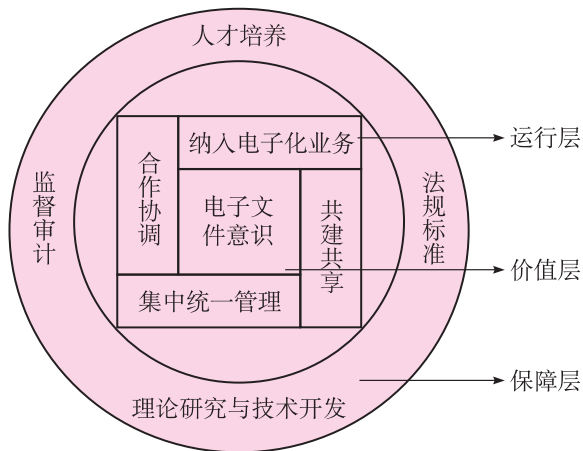 人才培养
纳入电子化业务
运行层
合作协调
监督审计
法规标准
电子文
件意识
共建共享
价值层
集中统一管理
保障层
理论研究与技术开发